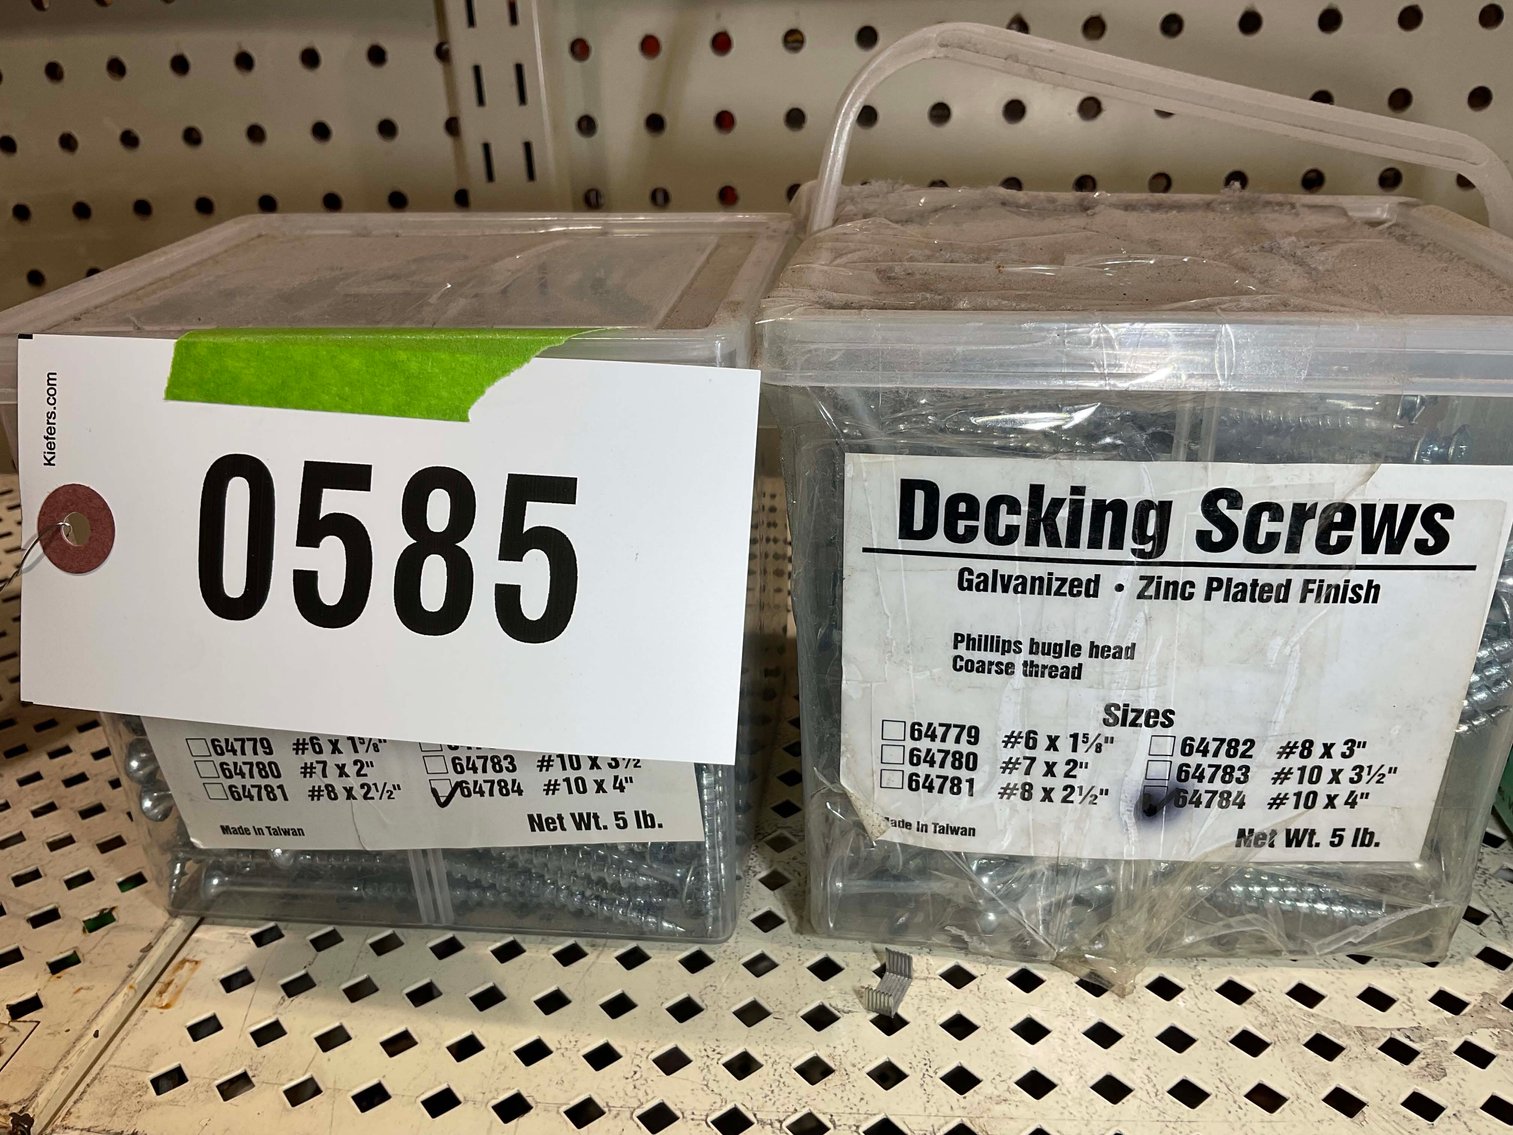 Kiefers.com
0585
64779 #6 x 1⅝"
64780 #7 x 2"
64783 #10 x 3½
64781 #8 x 2½"
64784 #10 x 4"
Made in Taiwan
Net Wt. 5 lb.
Decking Screws
Galvanized • Zinc Plated Finish
Phillips bugle head
Coarse thread
Sizes
64779 #6 x 1⅝"
64782 #8 x 3"
64780 #7 x 2"
64783 #10 x 3½"
64781 #8 x 2½"
64784 #10 x 4"
ade in Taiwan
Net Wt. 5 lb.